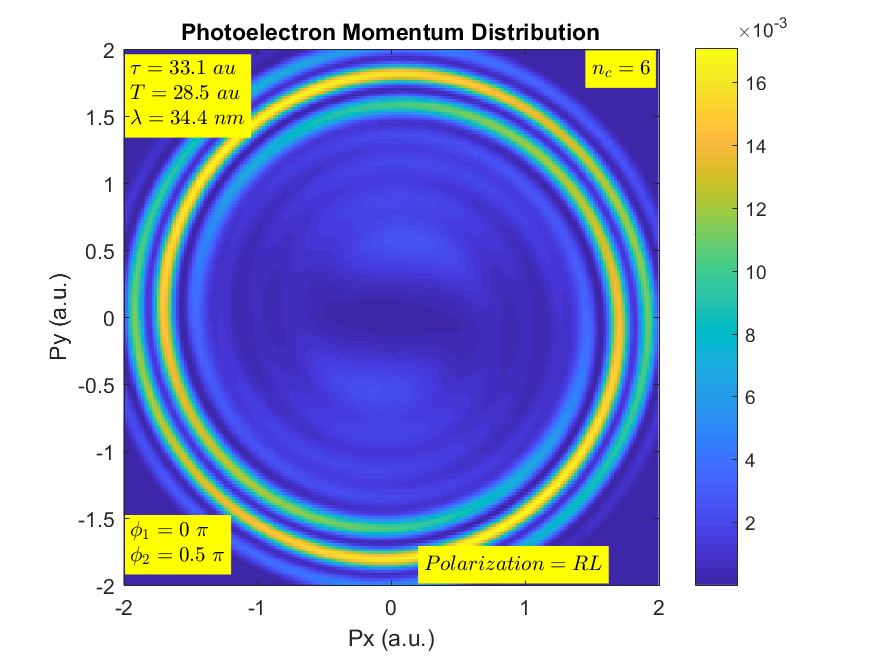 Photoelectron Momentum Distribution
×10⁻³
τ = 33.1 au
T = 28.5 au
λ = 34.4 nm
n_c = 6
ϕ₁ = 0 π
ϕ₂ = 0.5 π
Polarization = RL
2
1.5
1
0.5
0
-0.5
-1
-1.5
-2
Py (a.u.)
-2
-1
0
1
2
Px (a.u.)
16
14
12
10
8
6
4
2